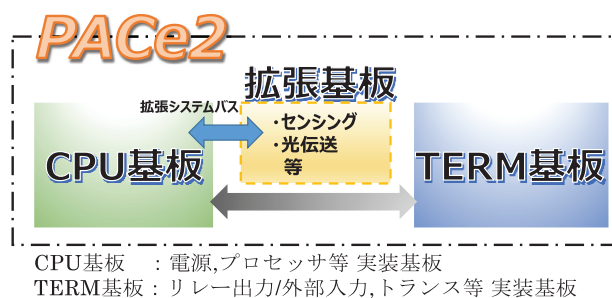 PACe2
拡張基板
拡張システムバス
・センシング
・光伝送
等
CPU基板
TERM基板
CPU基板　：電源,プロセッサ等 実装基板
TERM基板：リレー出力/外部入力,トランス等 実装基板